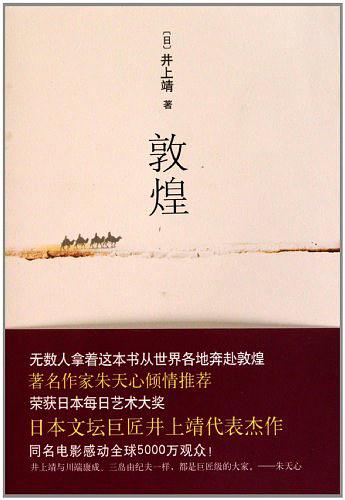 [日]井上靖 著
敦煌
无数人拿着这本书从世界各地奔赴敦煌
著名作家朱天心倾情推荐
荣获日本每日艺术大奖
日本文坛巨匠井上靖代表杰作
同名电影感动全球5000万观众！
井上靖与川端康成、三岛由纪夫一样，都是巨匠级的大家。——朱天心